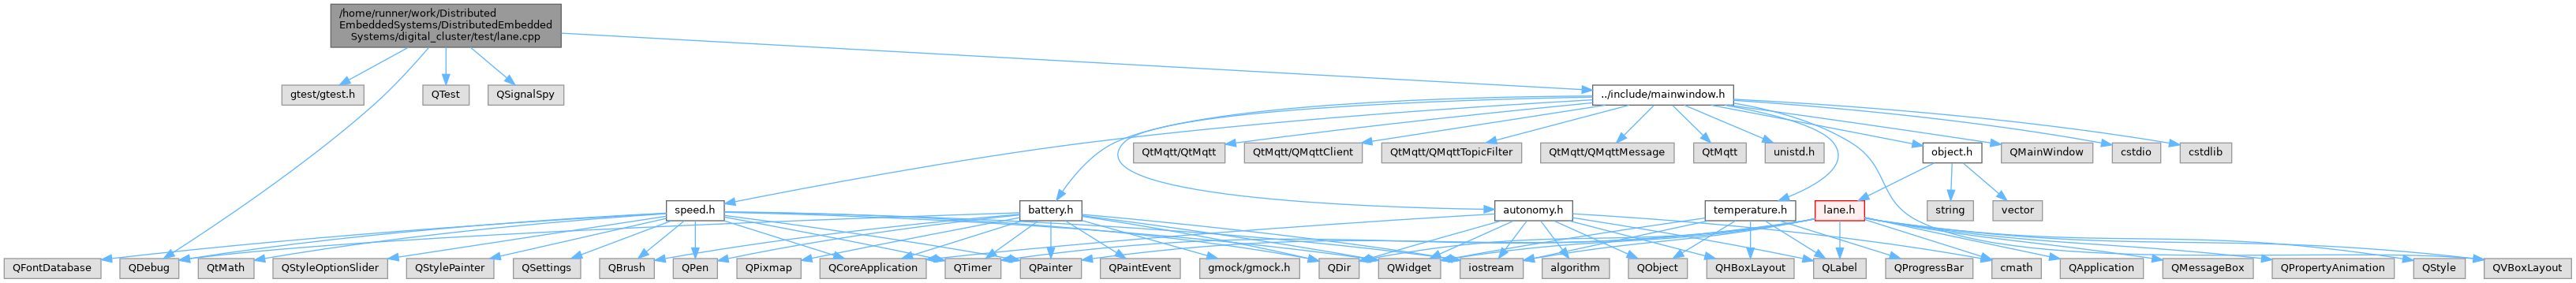 /home/runner/work/Distributed
EmbeddedSystems/DistributedEmbedded
Systems/digital_cluster/test/lane.cpp
gtest/gtest.h
QTest
QSignalSpy
../include/mainwindow.h
QtMqtt/QtMqtt
QtMqtt/QMqttClient
QtMqtt/QMqttTopicFilter
QtMqtt/QMqttMessage
QtMqtt
unistd.h
object.h
QMainWindow
cstdio
cstdlib
speed.h
battery.h
autonomy.h
temperature.h
lane.h
string
vector
QFontDatabase
QDebug
QtMath
QStyleOptionSlider
QStylePainter
QSettings
QBrush
QPen
QPixmap
QCoreApplication
QTimer
QPainter
QPaintEvent
gmock/gmock.h
QDir
QWidget
iostream
algorithm
QObject
QHBoxLayout
QLabel
QProgressBar
cmath
QApplication
QMessageBox
QPropertyAnimation
QStyle
QVBoxLayout